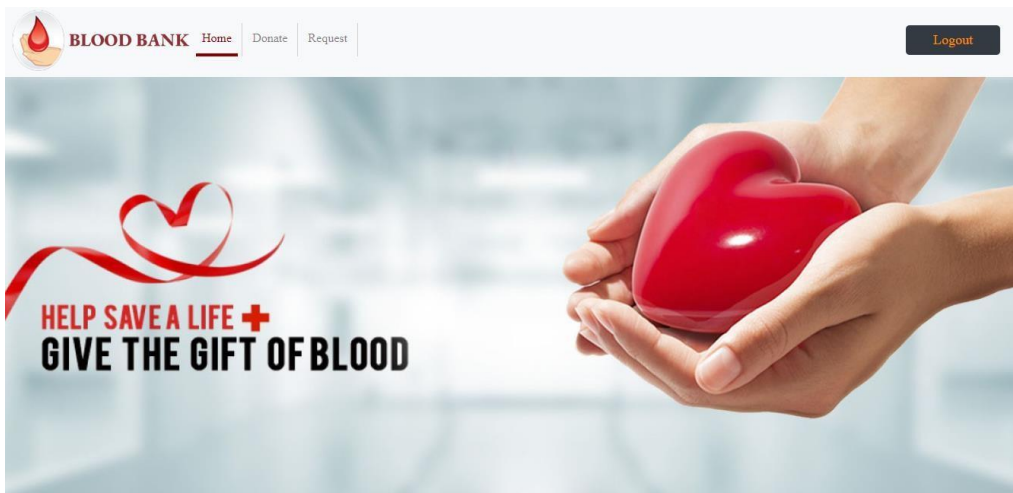 BLOOD BANK Home Donate Request Logout
HELP SAVE A LIFE
GIVE THE GIFT OF BLOOD